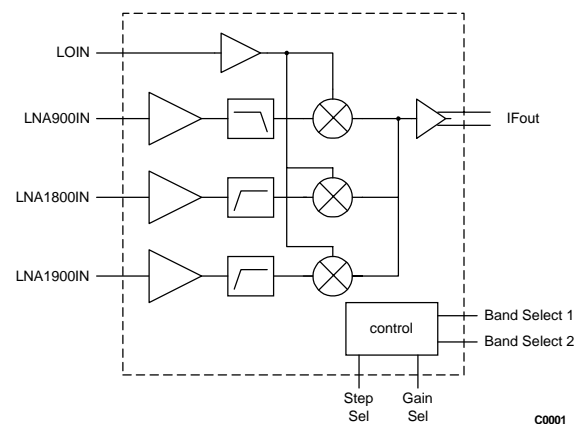 LOIN
LNA900IN
IFout
LNA1800IN
LNA1900IN
control
Band Select 1
Band Select 2
Step
Sel
Gain
Sel
C0001